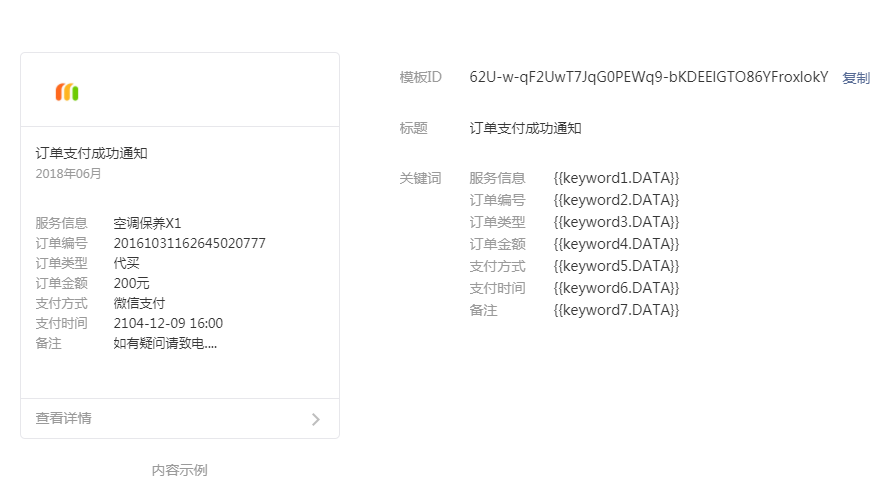 订单支付成功通知
2018年06月
服务信息 空调保养X1
订单编号 20161031162645020777
订单类型 代买
订单金额 200元
支付方式 微信支付
支付时间 2104-12-09 16:00
备注 如有疑问请致电....
查看详情
内容示例
模板ID 62U-w-qF2UwT7JqG0PEWq9-bKDEElGTO86YFroxlokY 复制
标题 订单支付成功通知
关键词 服务信息 {{keyword1.DATA}}
订单编号 {{keyword2.DATA}}
订单类型 {{keyword3.DATA}}
订单金额 {{keyword4.DATA}}
支付方式 {{keyword5.DATA}}
支付时间 {{keyword6.DATA}}
备注 {{keyword7.DATA}}